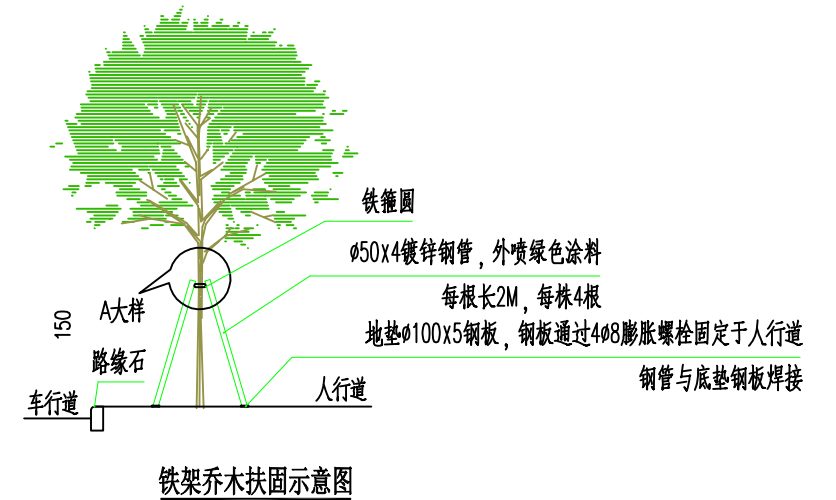 铁箍圆
ø50X4镀锌钢管，外喷绿色涂料
每根长2M，每株4根
A大样
150
地垫ø100X5钢板，钢板通过4ø8膨胀螺栓固定于人行道
路缘石
钢管与底垫钢板焊接
车行道
人行道
铁架乔木扶固示意图